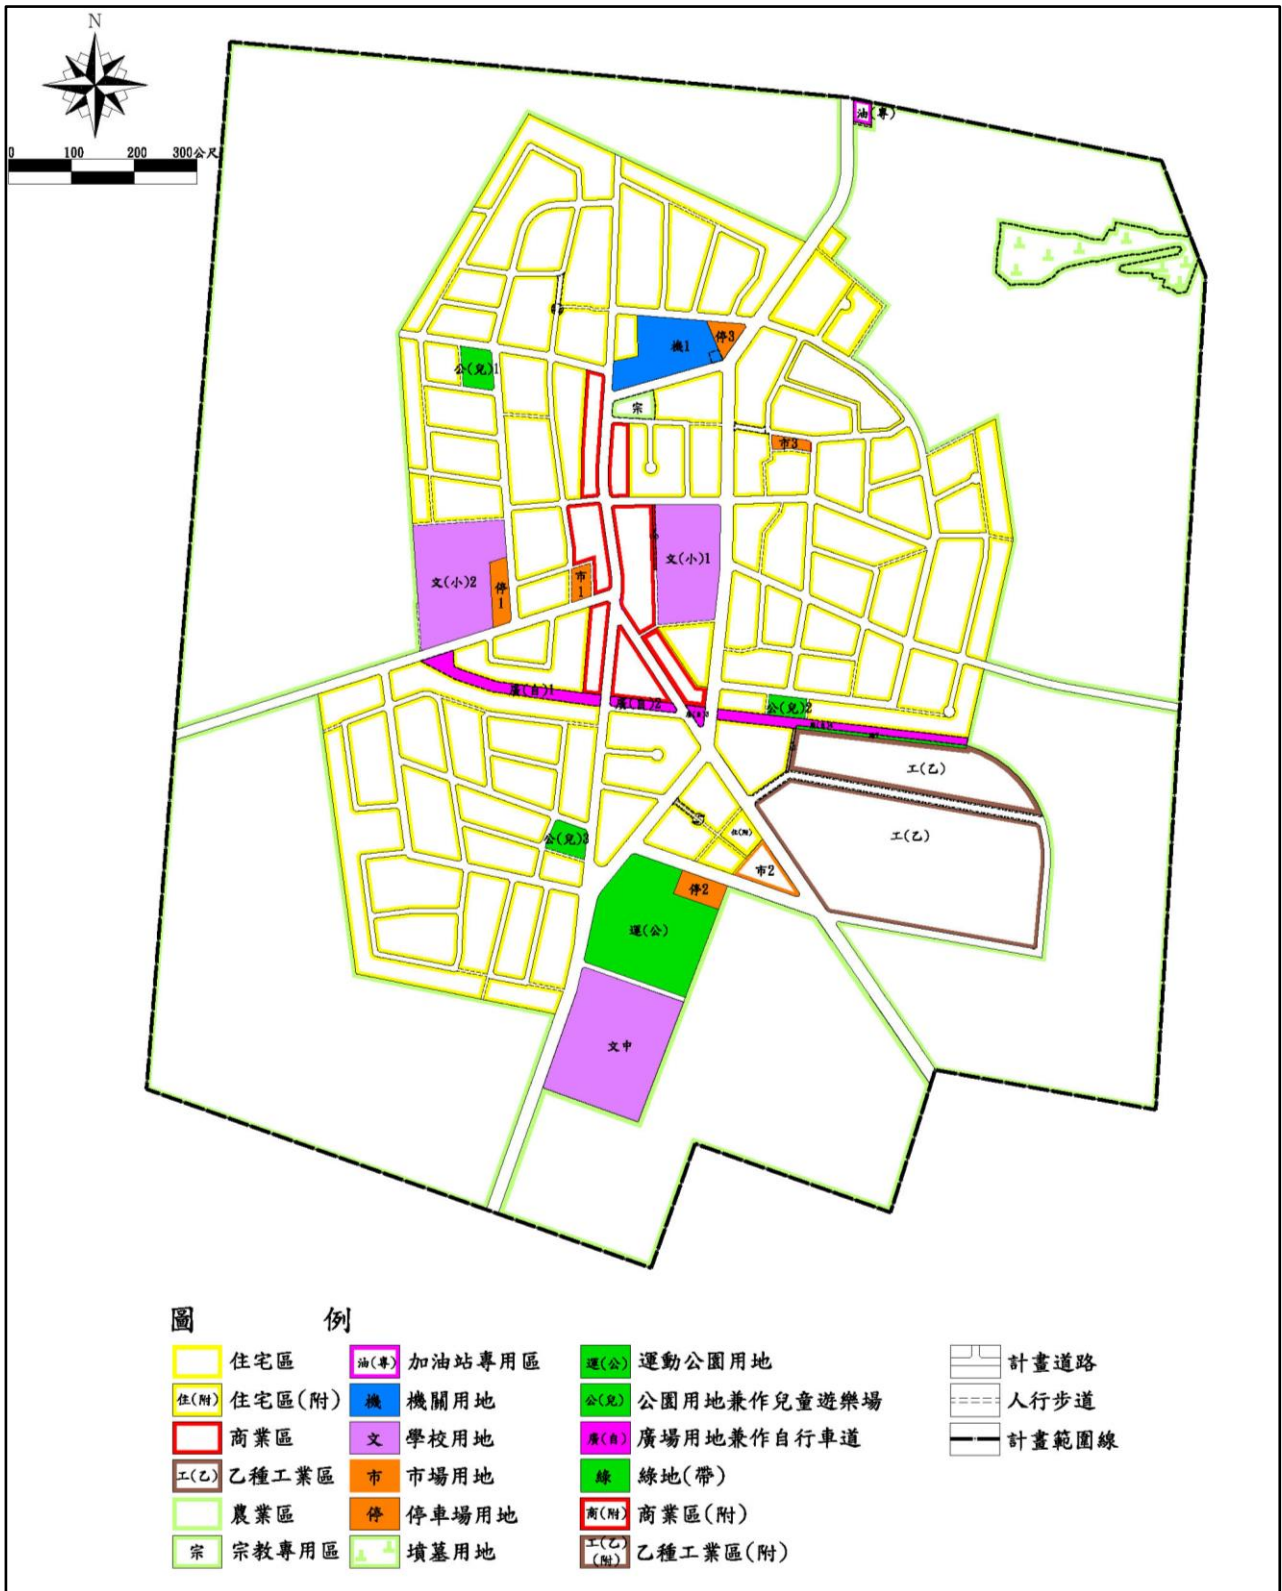 N
0 100 200 300公尺
油(專)
停3
機1
公(兒)1
宗
市3
文(小)1
文(小)2
停1
市1
廣(自)1
廣(自)2
公(兒)2
工(乙)
工(乙)
住(附)
公(兒)3
市2
停2
運(公)
文中
圖 例
住宅區
油(專) 加油站專用區
運(公) 運動公園用地
計畫道路
住(附) 住宅區(附)
機 機關用地
公(兒) 公園用地兼作兒童遊樂場
人行步道
商業區
文 學校用地
廣(自) 廣場用地兼作自行車道
計畫範圍線
工(乙) 乙種工業區
市 市場用地
綠 綠地(帶)
農業區
停 停車場用地
商(附) 商業區(附)
宗 宗教專用區
墳墓用地
工(乙)(附) 乙種工業區(附)